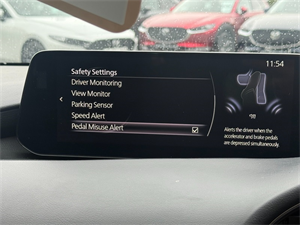 11:54
Safety Settings
Driver Monitoring
View Monitor
Parking Sensor
Speed Alert
Pedal Misuse Alert
Alerts the driver when the
accelerator and brake pedals
are depressed simultaneously.